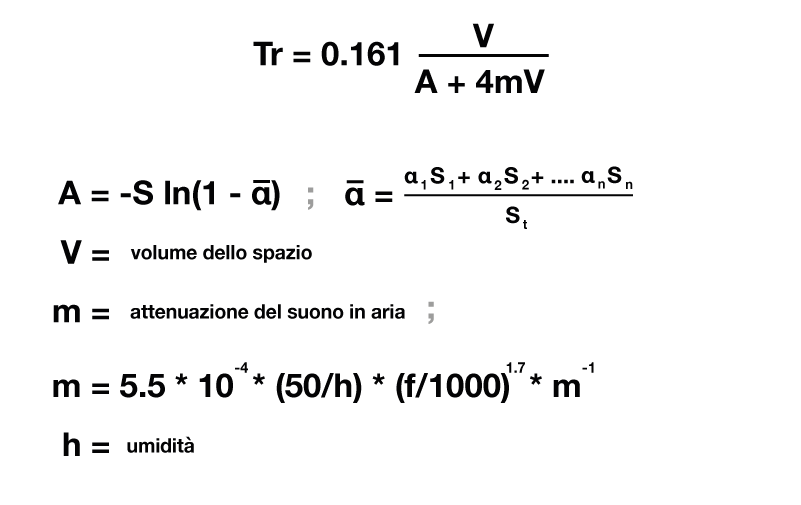 Tr = 0.161 V / A + 4mV
A = -S ln(1 - ᾱ) ; ᾱ = α₁S₁+ α₂S₂+ .... αₙSₙ / Sₜ
V = volume dello spazio
m = attenuazione del suono in aria ;
m = 5.5 * 10⁻⁴ * (50/h) * (f/1000)¹·⁷ * m⁻¹
h = umidità